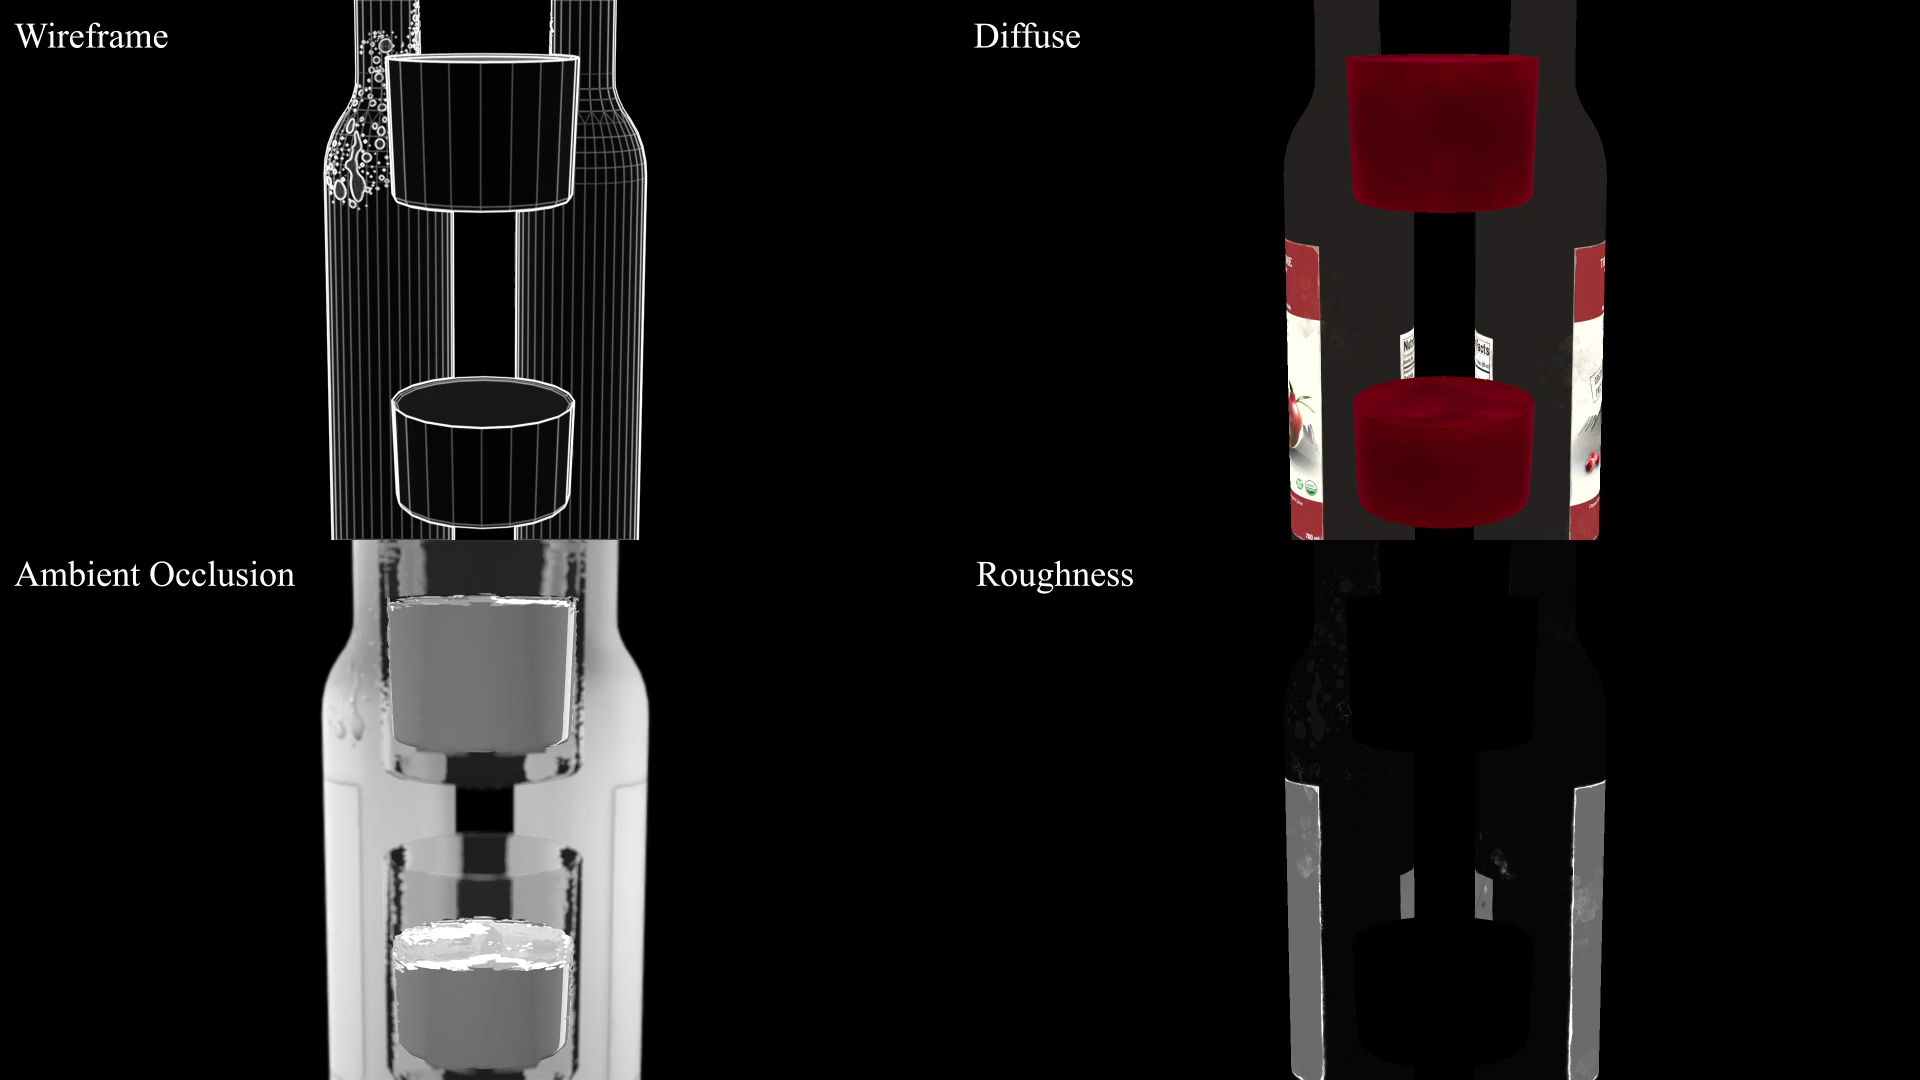 Wireframe
Diffuse
Ambient Occlusion
Roughness